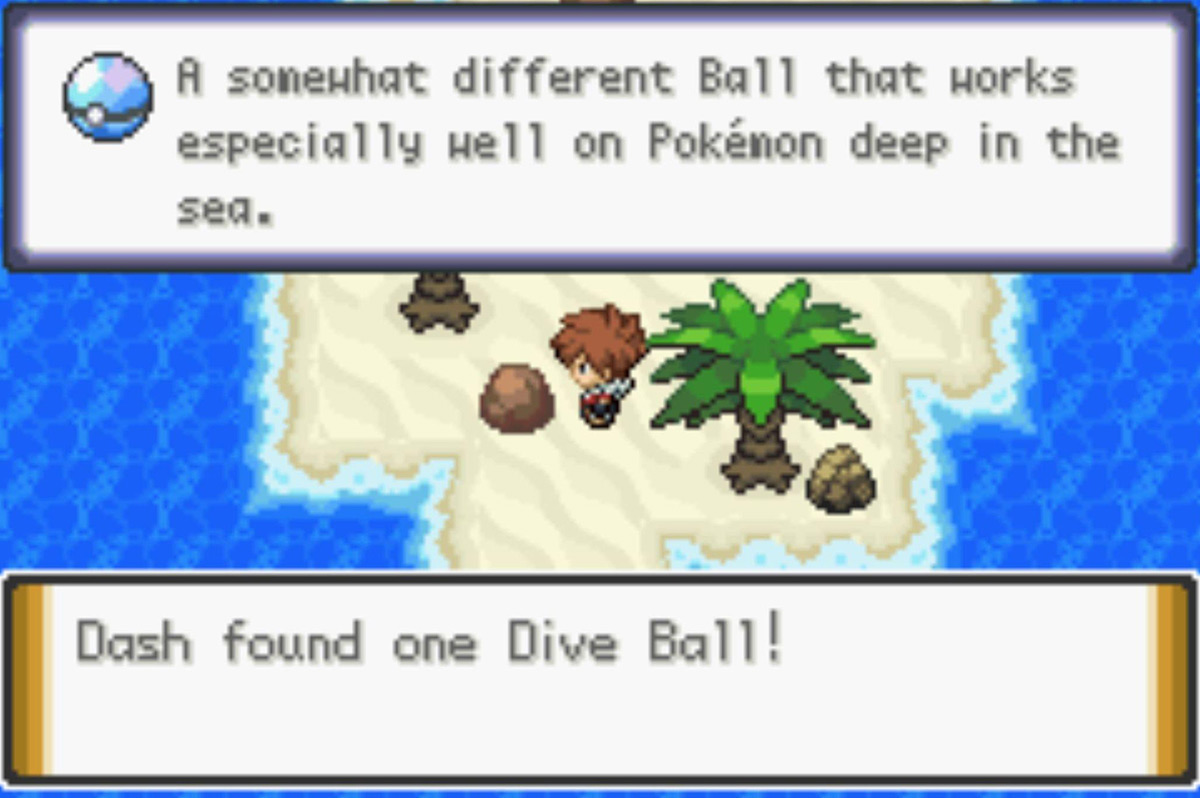 A somewhat different Ball that works
especially well on Pokémon deep in the
sea.
Dash found one Dive Ball!